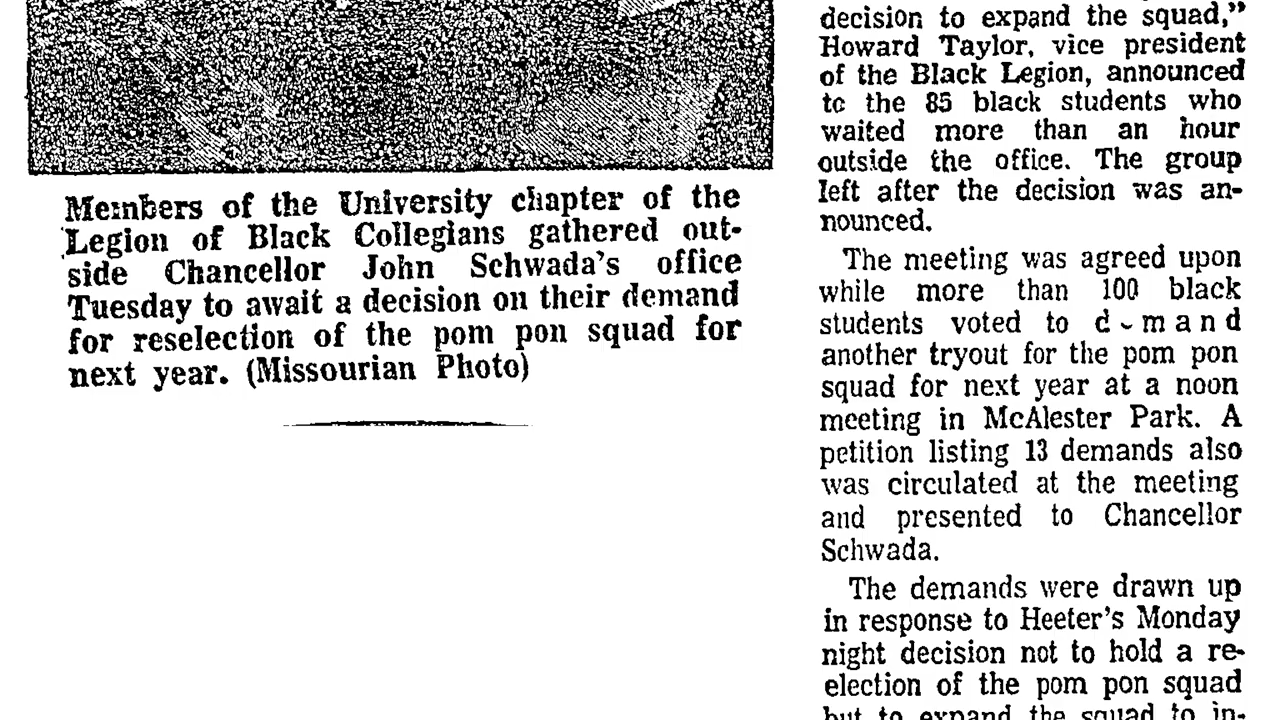 Members of the University chapter of the
Legion of Black Collegians gathered out-
side Chancellor John Schwada's office
Tuesday to await a decision on their demand
for reselection of the pom pon squad for
next year. (Missourian Photo)
decision to expand the squad,"
Howard Taylor, vice president
of the Black Legion, announced
to the 85 black students who
waited more than an hour
outside the office. The group
left after the decision was an-
nounced.
The meeting was agreed upon
while more than 100 black
students voted to demand
another tryout for the pom pon
squad for next year at a noon
meeting in McAlester Park. A
petition listing 13 demands also
was circulated at the meeting
and presented to Chancellor
Schwada.
The demands were drawn up
in response to Heeter's Monday
night decision not to hold a re-
election of the pom pon squad
but to expand the squad to in-